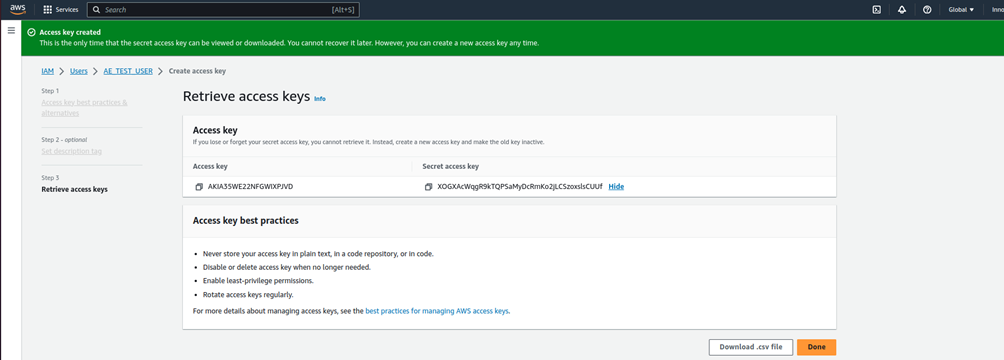 aws
Services
Search
[Alt+S]
Global
Inno
Access key created
This is the only time that the secret access key can be viewed or downloaded. You cannot recover it later. However, you can create a new access key any time.
IAM > Users > AE_TEST_USER > Create access key
Step 1
Access key best practices &
alternatives
Step 2 - optional
Set description tag
Step 3
Retrieve access keys
Retrieve access keys Info
Access key
If you lose or forget your secret access key, you cannot retrieve it. Instead, create a new access key and make the old key inactive.
Access key
Secret access key
AKIA35WE22NFGWIXPJVD
XOGXAcWqgR9kTQPSaMyDcRmKo2jLCSzoxslsCUUf Hide
Access key best practices
• Never store your access key in plain text, in a code repository, or in code.
• Disable or delete access key when no longer needed.
• Enable least-privilege permissions.
• Rotate access keys regularly.
For more details about managing access keys, see the best practices for managing AWS access keys.
Download .csv file
Done